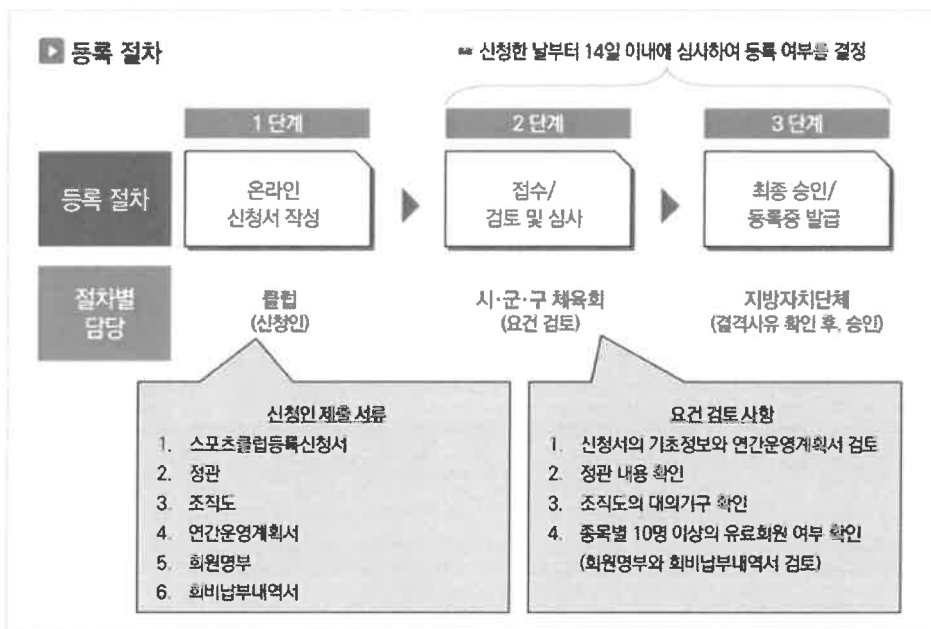 등록 절차
** 신청한 날부터 14일 이내에 심사하여 등록 여부를 결정
1 단계
2 단계
3 단계
등록 절차
온라인
신청서 작성
접수/
검토 및 심사
최종 승인/
등록증 발급
절차별
담당
클럽
(신청인)
시·군·구 체육회
(요건 검토)
지방자치단체
(결격사유 확인 후, 승인)
신청인 제출 서류
1. 스포츠클럽등록신청서
2. 정관
3. 조직도
4. 연간운영계획서
5. 회원명부
6. 회비납부내역서
요건 검토 사항
1. 신청서의 기초정보와 연간운영계획서 검토
2. 정관 내용 확인
3. 조직도의 대의기구 확인
4. 종목별 10명 이상의 유료회원 여부 확인
(회원명부와 회비납부내역서 검토)